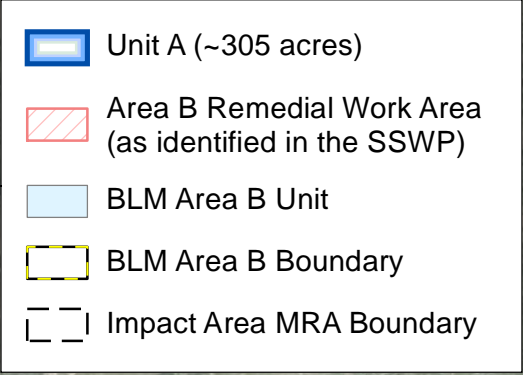 Unit A (~305 acres)
Area B Remedial Work Area
(as identified in the SSWP)
BLM Area B Unit
BLM Area B Boundary
Impact Area MRA Boundary